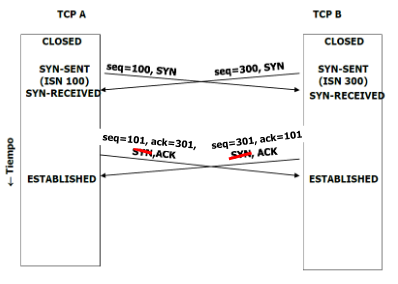 TCP A
TCP B
CLOSED
CLOSED
seq=100, SYN
seq=300, SYN
SYN-SENT
(ISN 100)
SYN-RECEIVED
SYN-SENT
(ISN 300)
SYN-RECEIVED
seq=101, ack=301,
SYN,ACK
seq=301, ack=101
SYN, ACK
← Tiempo
ESTABLISHED
ESTABLISHED